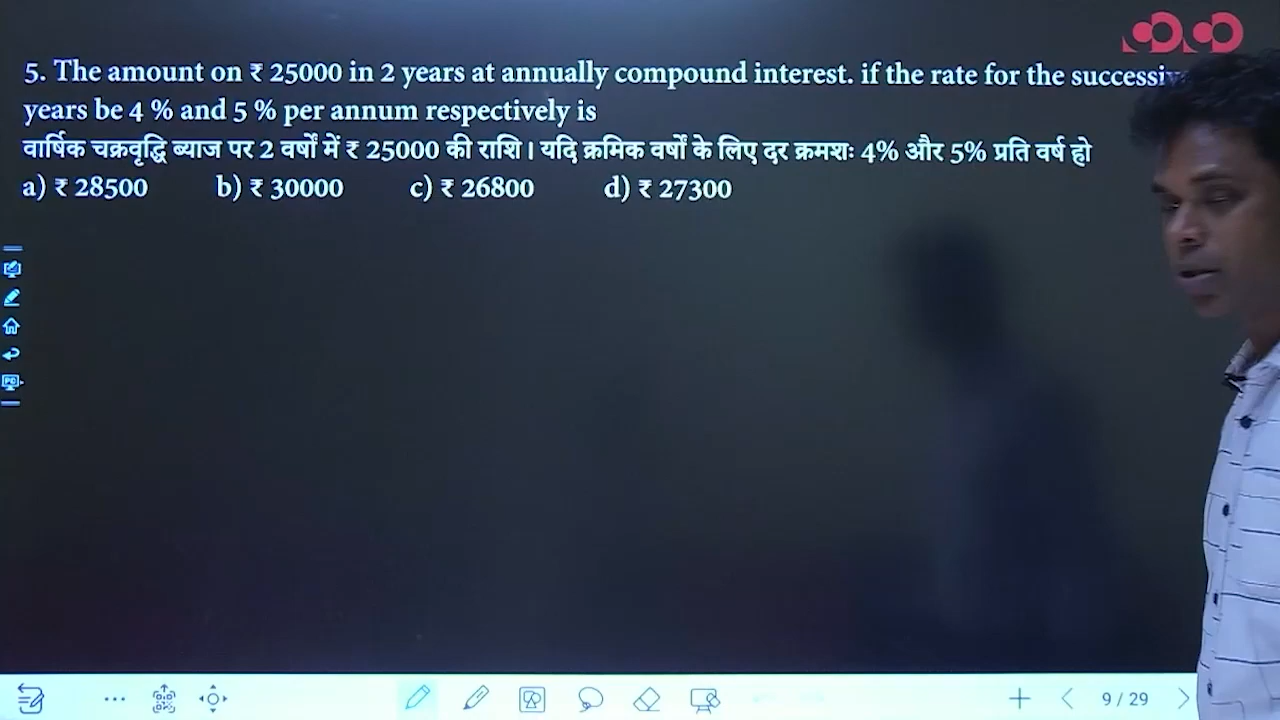 5. The amount on ₹ 25000 in 2 years at annually compound interest. if the rate for the
years be 4 % and 5 % per annum respectively is
वार्षिक चक्रवृद्धि ब्याज पर 2 वर्षों में ₹ 25000 की राशि । यदि क्रमिक वर्षों के लिए दर क्रमशः 4% और 5% प्रति वर्ष हो
a) ₹ 28500 b) ₹ 30000 c) ₹ 26800 d) ₹ 27300
PC
9 / 29